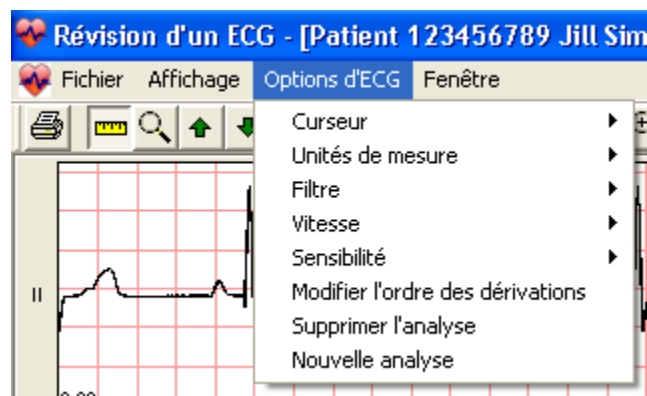 Révision d'un ECG - [Patient 123456789 Jill Sim
Fichier Affichage Options d'ECG Fenêtre
Curseur
Unités de mesure
Filtre
Vitesse
Sensibilité
Modifier l'ordre des dérivations
Supprimer l'analyse
Nouvelle analyse
II